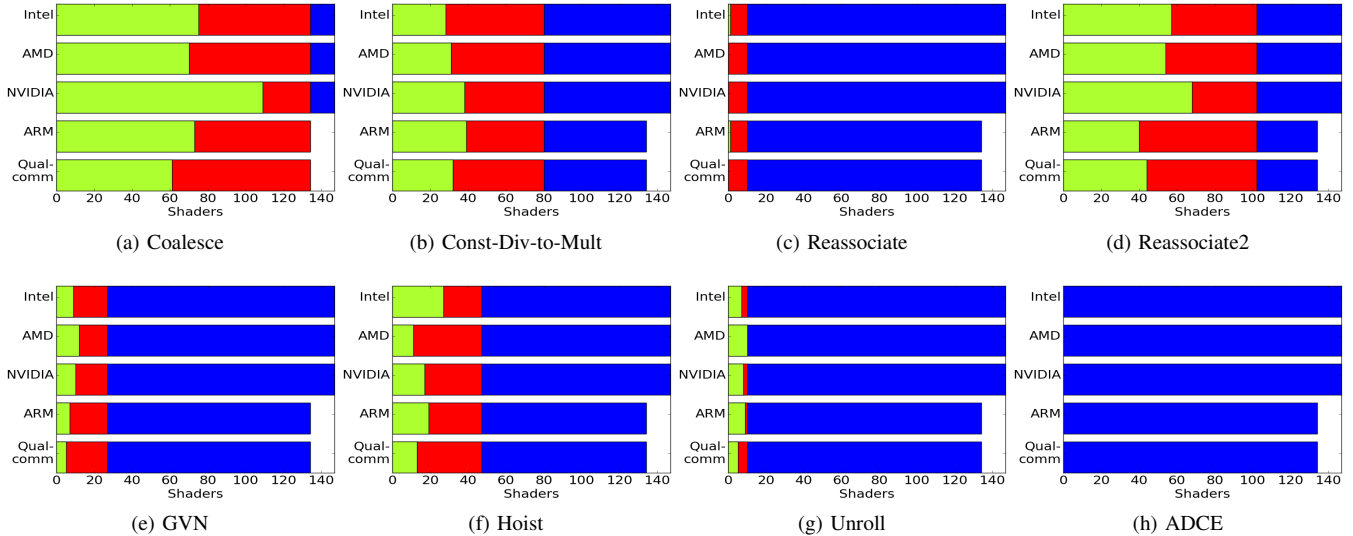 Intel
AMD
NVIDIA
ARM
Qual-
comm
0 20 40 60 80 100 120 140
Shaders
(a) Coalesce
Intel
AMD
NVIDIA
ARM
Qual-
comm
0 20 40 60 80 100 120 140
Shaders
(b) Const-Div-to-Mult
Intel
AMD
NVIDIA
ARM
Qual-
comm
0 20 40 60 80 100 120 140
Shaders
(c) Reassociate
Intel
AMD
NVIDIA
ARM
Qual-
comm
0 20 40 60 80 100 120 140
Shaders
(d) Reassociate2
Intel
AMD
NVIDIA
ARM
Qual-
comm
0 20 40 60 80 100 120 140
Shaders
(e) GVN
Intel
AMD
NVIDIA
ARM
Qual-
comm
0 20 40 60 80 100 120 140
Shaders
(f) Hoist
Intel
AMD
NVIDIA
ARM
Qual-
comm
0 20 40 60 80 100 120 140
Shaders
(g) Unroll
Intel
AMD
NVIDIA
ARM
Qual-
comm
0 20 40 60 80 100 120 140
Shaders
(h) ADCE